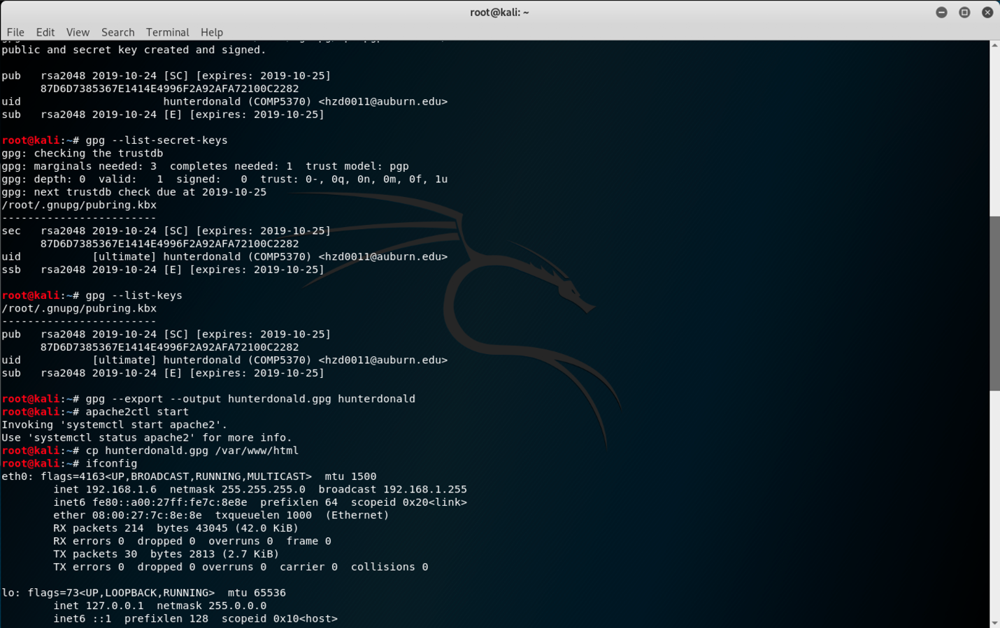 root@kali: ~
File Edit View Search Terminal Help
public and secret key created and signed.
pub   rsa2048 2019-10-24 [SC] [expires: 2019-10-25]
      87D6D7385367E1414E4996F2A92AFA72100C2282
uid                      hunterdonald (COMP5370) <hzd0011@auburn.edu>
sub   rsa2048 2019-10-24 [E] [expires: 2019-10-25]
root@kali:~# gpg --list-secret-keys
gpg: checking the trustdb
gpg: marginals needed: 3  completes needed: 1  trust model: pgp
gpg: depth: 0  valid:   1  signed:   0  trust: 0-, 0q, 0n, 0m, 0f, 1u
gpg: next trustdb check due at 2019-10-25
/root/.gnupg/pubring.kbx
------------------------
sec   rsa2048 2019-10-24 [SC] [expires: 2019-10-25]
      87D6D7385367E1414E4996F2A92AFA72100C2282
uid           [ultimate] hunterdonald (COMP5370) <hzd0011@auburn.edu>
ssb   rsa2048 2019-10-24 [E] [expires: 2019-10-25]
root@kali:~# gpg --list-keys
/root/.gnupg/pubring.kbx
------------------------
pub   rsa2048 2019-10-24 [SC] [expires: 2019-10-25]
      87D6D7385367E1414E4996F2A92AFA72100C2282
uid           [ultimate] hunterdonald (COMP5370) <hzd0011@auburn.edu>
sub   rsa2048 2019-10-24 [E] [expires: 2019-10-25]
root@kali:~# gpg --export --output hunterdonald.gpg hunterdonald
root@kali:~# apache2ctl start
Invoking 'systemctl start apache2'.
Use 'systemctl status apache2' for more info.
root@kali:~# cp hunterdonald.gpg /var/www/html
root@kali:~# ifconfig
eth0: flags=4163<UP,BROADCAST,RUNNING,MULTICAST>  mtu 1500
        inet 192.168.1.6  netmask 255.255.255.0  broadcast 192.168.1.255
        inet6 fe80::a00:27ff:fe7c:8e8e  prefixlen 64  scopeid 0x20<link>
        ether 08:00:27:7c:8e:8e  txqueuelen 1000  (Ethernet)
        RX packets 214  bytes 43045 (42.0 KiB)
        RX errors 0  dropped 0  overruns 0  frame 0
        TX packets 30  bytes 2813 (2.7 KiB)
        TX errors 0  dropped 0 overruns 0  carrier 0  collisions 0
lo: flags=73<UP,LOOPBACK,RUNNING>  mtu 65536
        inet 127.0.0.1  netmask 255.0.0.0
        inet6 ::1  prefixlen 128  scopeid 0x10<host>